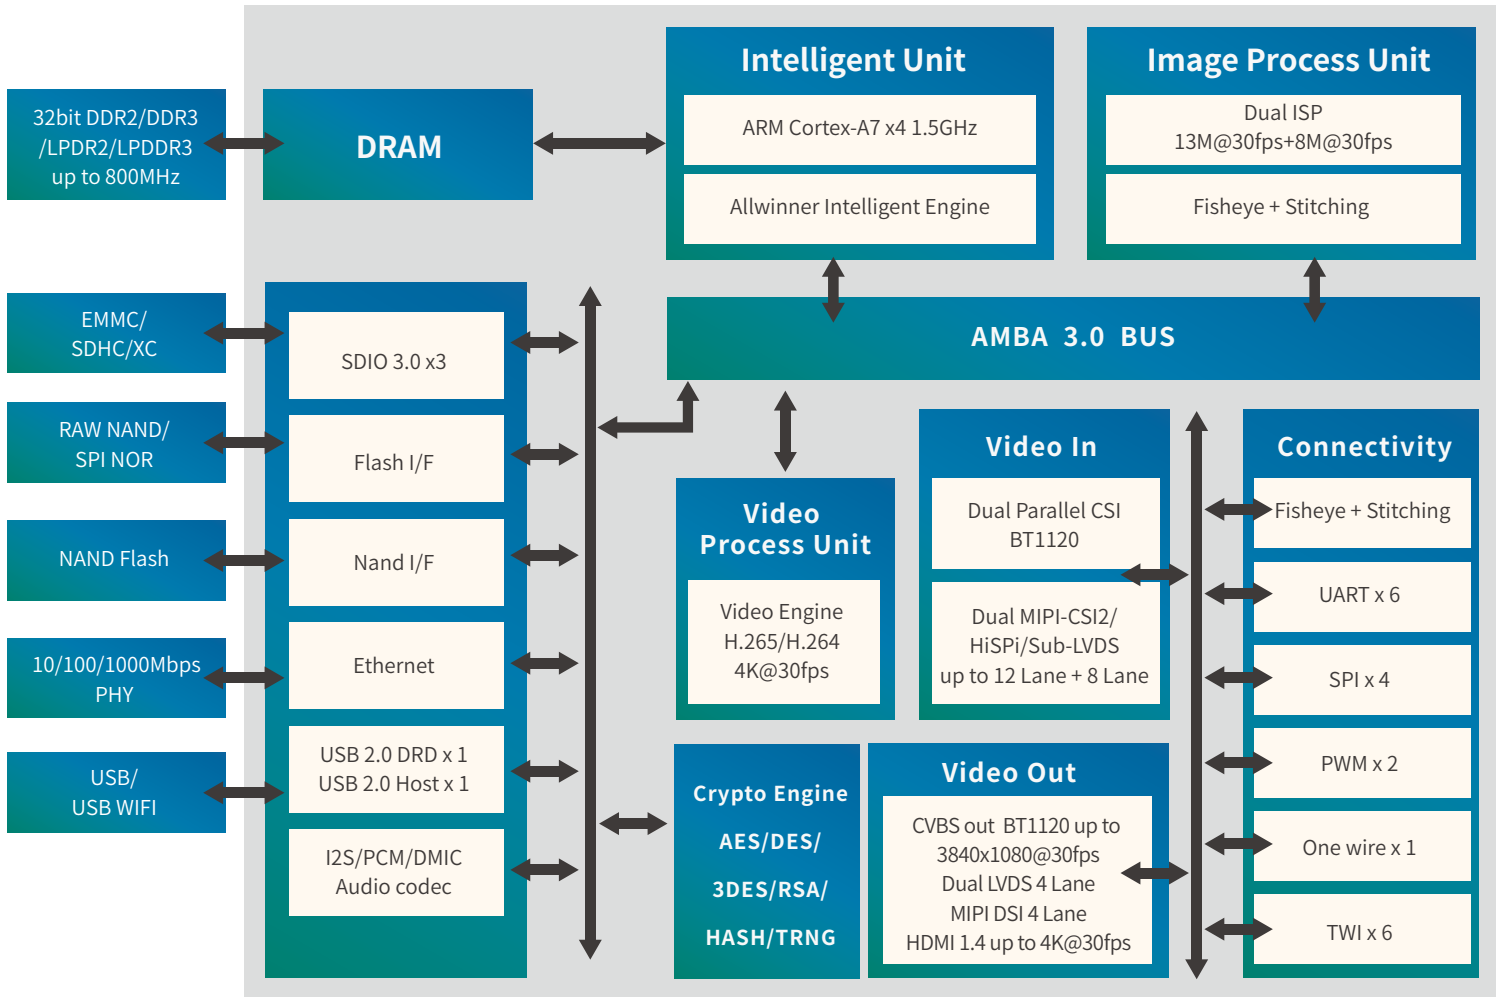 32bit DDR2/DDR3
/LPDR2/LPDDR3
up to 800MHz
DRAM
Intelligent Unit
ARM Cortex-A7 x4 1.5GHz
Allwinner Intelligent Engine
Image Process Unit
Dual ISP
13M@30fps+8M@30fps
Fisheye + Stitching
AMBA 3.0 BUS
EMMC/
SDHC/XC
RAW NAND/
SPI NOR
NAND Flash
10/100/1000Mbps
PHY
USB/
USB WIFI
SDIO 3.0 x3
Flash I/F
Nand I/F
Ethernet
USB 2.0 DRD x 1
USB 2.0 Host x 1
I2S/PCM/DMIC
Audio codec
Video
Process Unit
Video Engine
H.265/H.264
4K@30fps
Crypto Engine
AES/DES/
3DES/RSA/
HASH/TRNG
Video In
Dual Parallel CSI
BT1120
Dual MIPI-CSI2/
HiSPi/Sub-LVDS
up to 12 Lane + 8 Lane
Video Out
CVBS out BT1120 up to
3840x1080@30fps
Dual LVDS 4 Lane
MIPI DSI 4 Lane
HDMI 1.4 up to 4K@30fps
Connectivity
Fisheye + Stitching
UART x 6
SPI x 4
PWM x 2
One wire x 1
TWI x 6